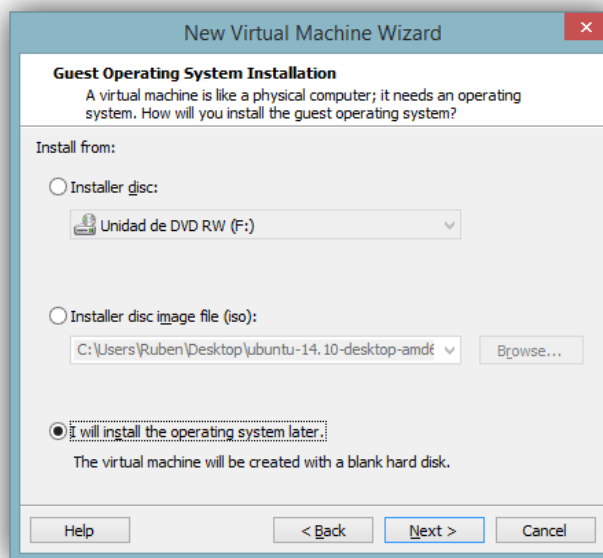 New Virtual Machine Wizard
Guest Operating System Installation
A virtual machine is like a physical computer; it needs an operating
system. How will you install the guest operating system?
Install from:
Installer disc:
Unidad de DVD RW (F:)
Installer disc image file (iso):
C:\Users\Ruben\Desktop\ubuntu-14.10-desktop-amd6
Browse...
I will install the operating system later.
The virtual machine will be created with a blank hard disk.
Help
< Back
Next >
Cancel